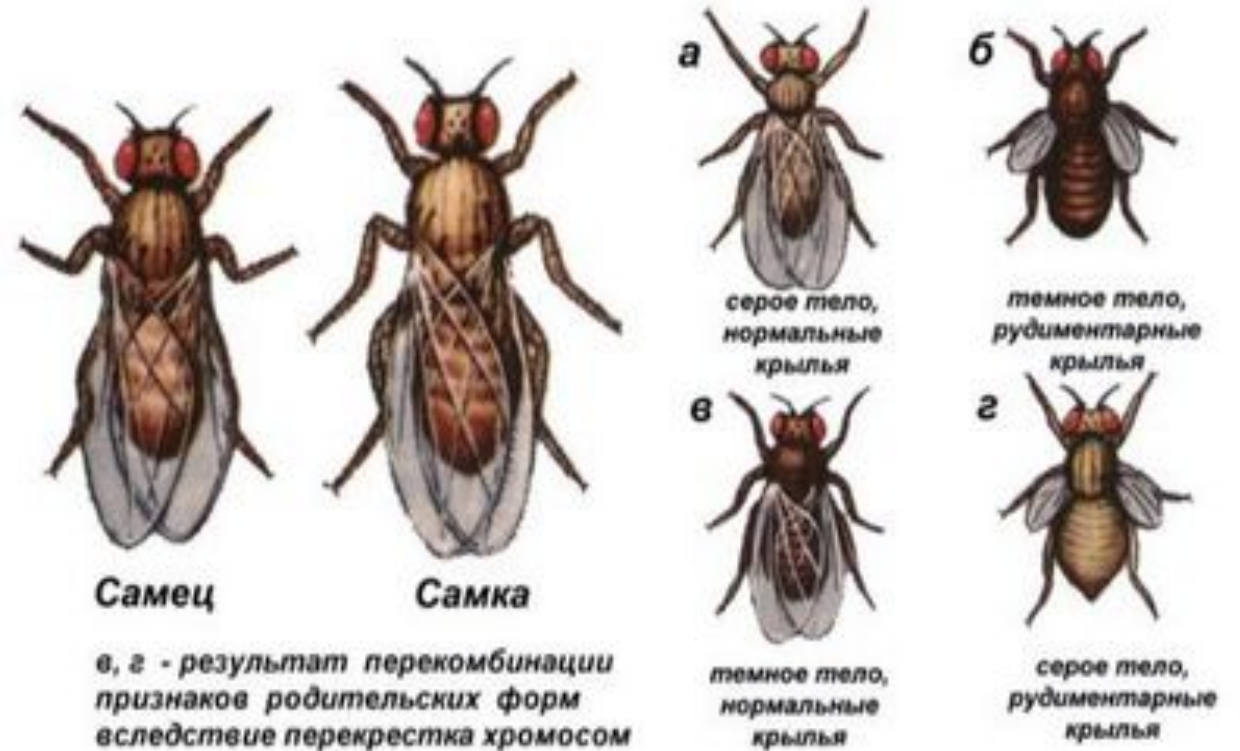 Самец
Самка
в, г - результат перекомбинации
признаков родительских форм
вследствие перекрестка хромосом
а
серое тело,
нормальные
крылья
б
темное тело,
рудиментарные
крылья
в
темное тело,
нормальные
крылья
г
серое тело,
рудиментарные
крылья